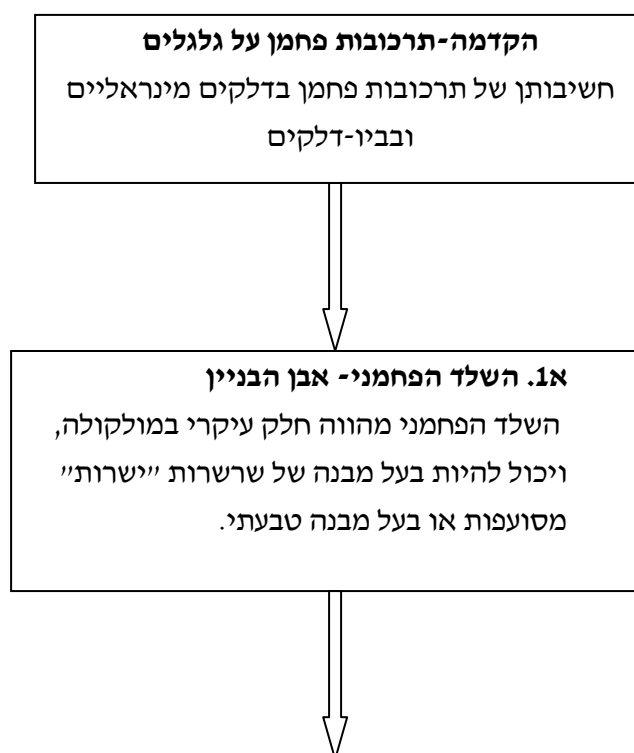 הקדמה-תרכובות פחמן על גלגלים
חשיבותן של תרכובות פחמן בדלקים מינראליים
ובביו-דלקים
א1. השלד הפחמני- אבן הבניין
השלד הפחמני מהווה חלק עיקרי במולקולה,
ויכול להיות בעל מבנה של שרשרות "ישרות"
מסועפות או בעל מבנה טבעתי.